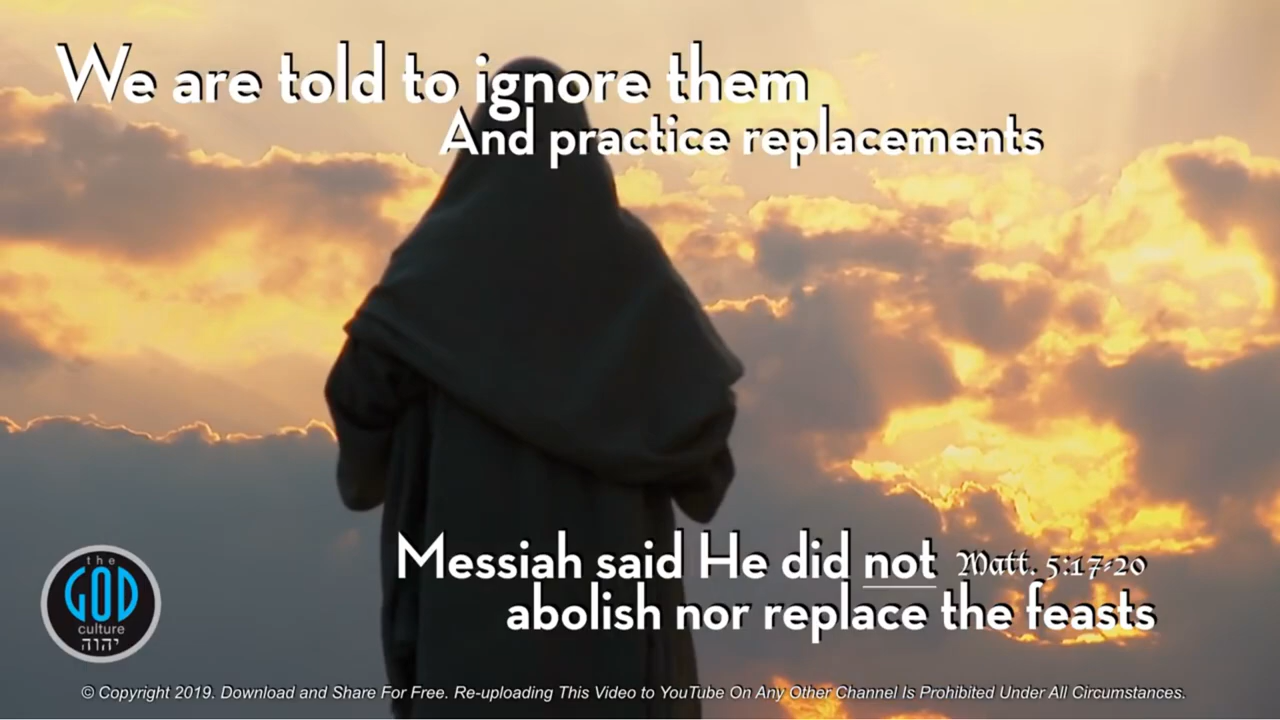 We are told to ignore them
And practice replacements
Messiah said He did not Matt. 5:17-20
abolish nor replace the feasts
the
GOD
culture
יהוה
© Copyright 2019. Download and Share For Free. Re-uploading This Video to YouTube On Any Other Channel Is Prohibited Under All Circumstances.